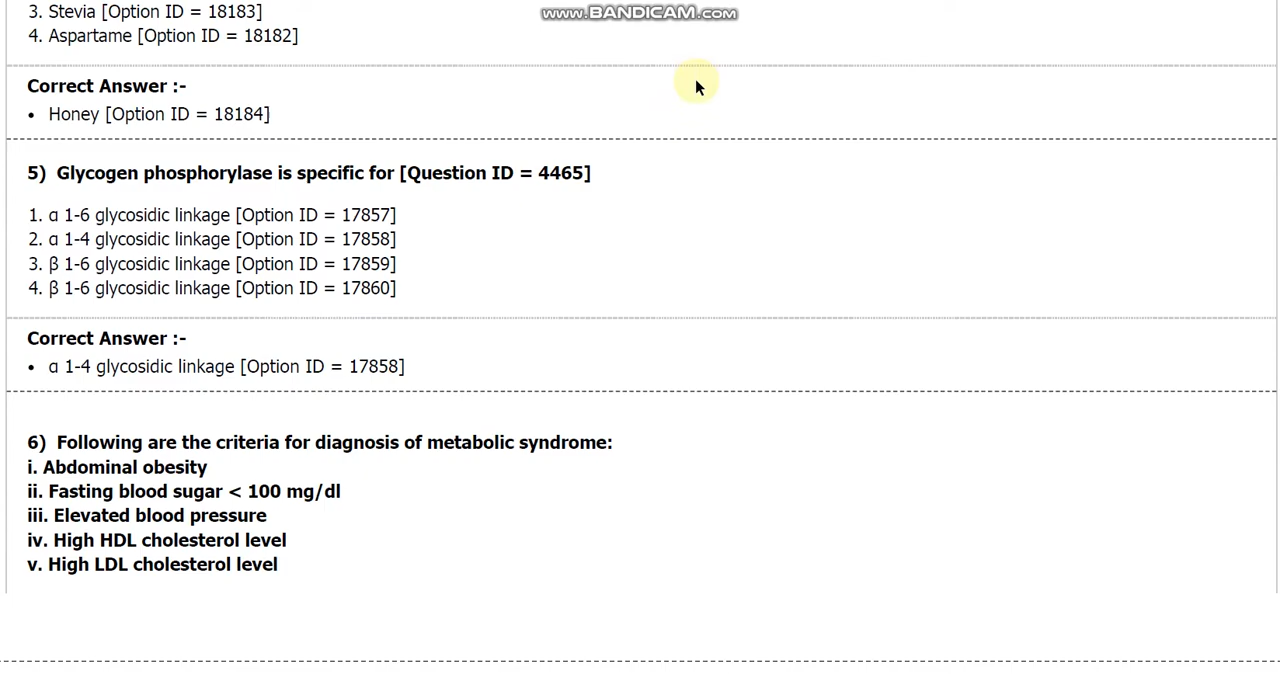 www.BANDICAM.com
3. Stevia [Option ID = 18183]
4. Aspartame [Option ID = 18182]
Correct Answer :-
• Honey [Option ID = 18184]
5) Glycogen phosphorylase is specific for [Question ID = 4465]
1. α 1-6 glycosidic linkage [Option ID = 17857]
2. α 1-4 glycosidic linkage [Option ID = 17858]
3. β 1-6 glycosidic linkage [Option ID = 17859]
4. β 1-6 glycosidic linkage [Option ID = 17860]
Correct Answer :-
• α 1-4 glycosidic linkage [Option ID = 17858]
6) Following are the criteria for diagnosis of metabolic syndrome:
i. Abdominal obesity
ii. Fasting blood sugar < 100 mg/dl
iii. Elevated blood pressure
iv. High HDL cholesterol level
v. High LDL cholesterol level